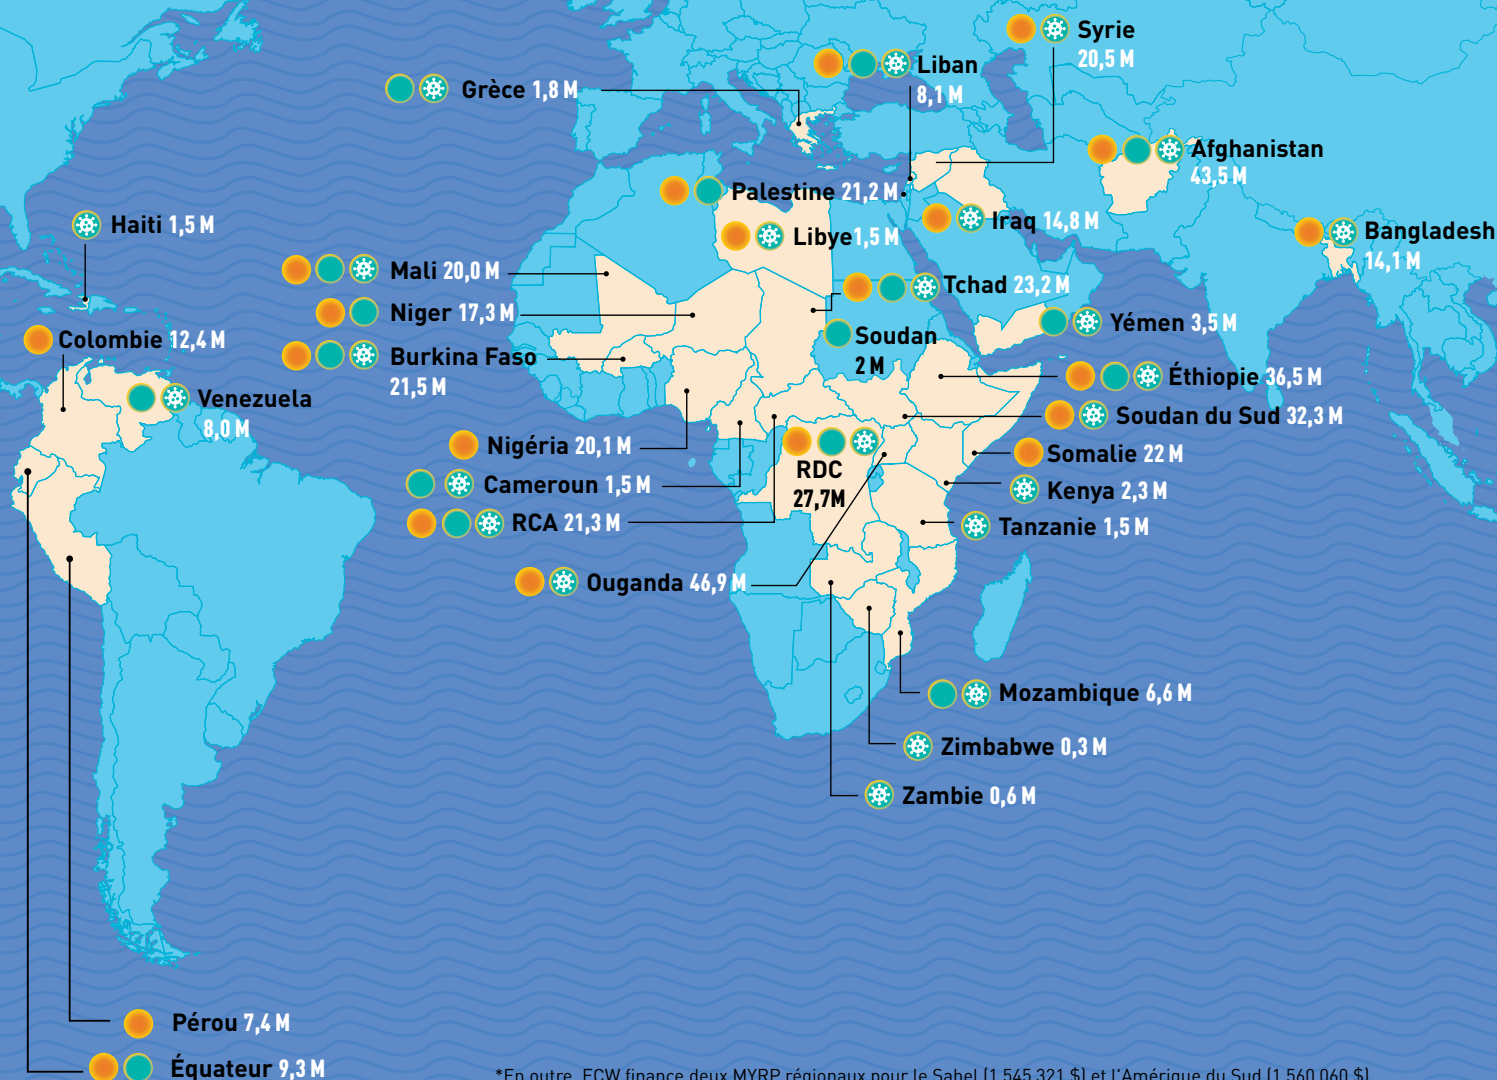 Syrie
20,5 M
Liban
8,1 M
Grèce 1,8 M
Afghanistan
43,5 M
Palestine 21,2 M
Haiti 1,5 M
Iraq 14,8 M
Libye 1,5 M
Bangladesh
14,1 M
Mali 20,0 M
Tchad 23,2 M
Niger 17,3 M
Yémen 3,5 M
Colombie 12,4 M
Soudan
2 M
Burkina Faso
21,5 M
Éthiopie 36,5 M
Venezuela
8,0 M
Soudan du Sud 32,3 M
Nigéria 20,1 M
Somalie 22 M
RDC
27,7M
Cameroun 1,5 M
Kenya 2,3 M
RCA 21,3 M
Tanzanie 1,5 M
Ouganda 46,9 M
Mozambique 6,6 M
Zimbabwe 0,3 M
Zambie 0,6 M
Pérou 7,4 M
Équateur 9,3 M
*En outre, ECW finance deux MYRP régionaux pour le Sahel (1 545 321 $) et l'Amérique du Sud (1 560 060 $)